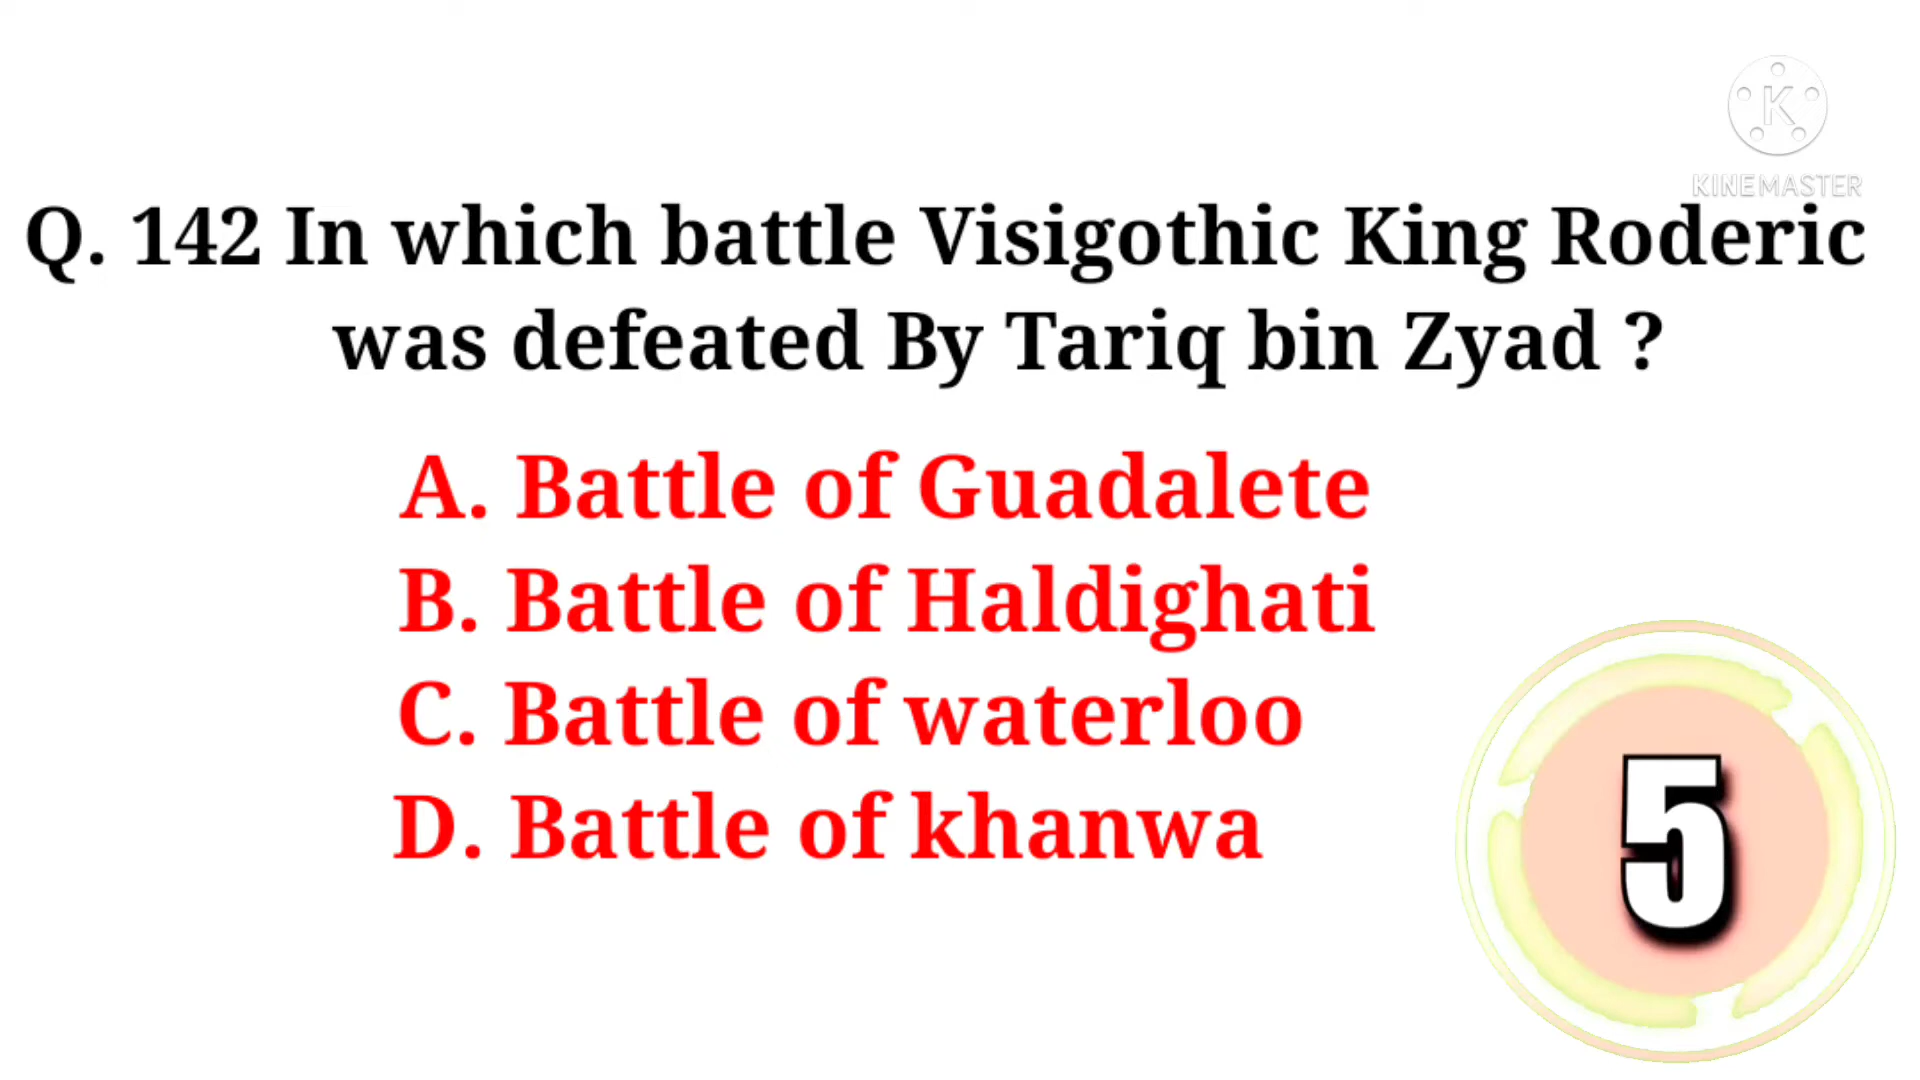 K
KINEMASTER
Q. 142 In which battle Visigothic King Roderic
was defeated By Tariq bin Zyad ?
A. Battle of Guadalete
B. Battle of Haldighati
C. Battle of waterloo
D. Battle of khanwa
5